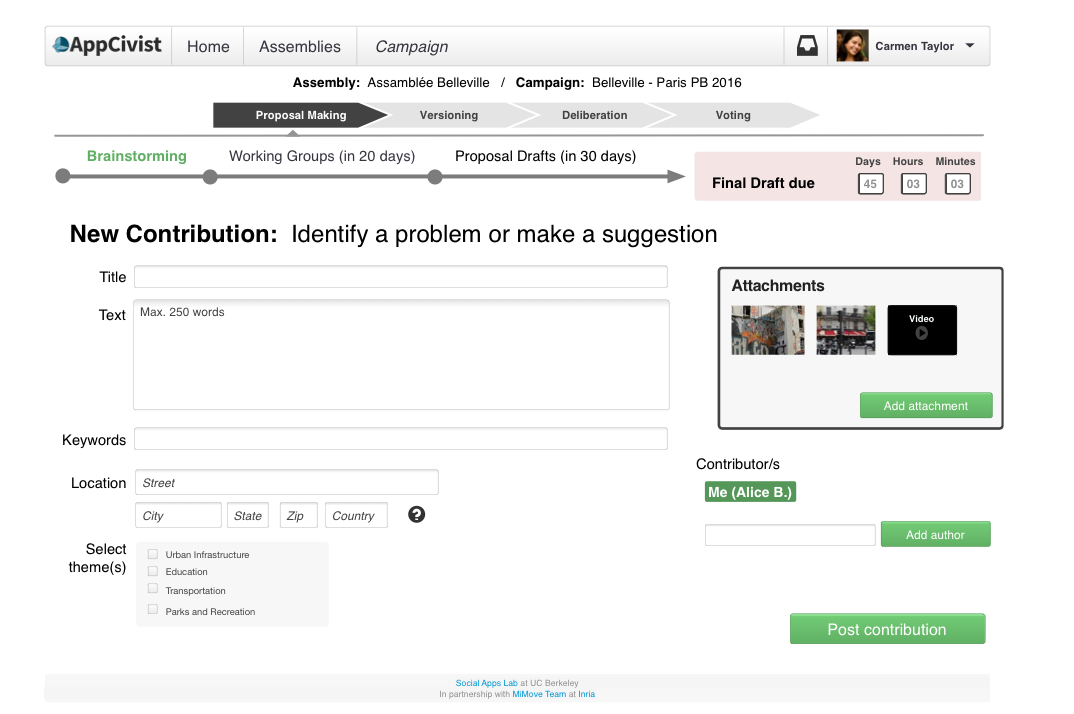 AppCivist Home Assemblies Campaign Carmen Taylor
Assembly: Assamblée Belleville / Campaign: Belleville - Paris PB 2016
Proposal Making Versioning Deliberation Voting
Brainstorming Working Groups (in 20 days) Proposal Drafts (in 30 days)
Days Hours Minutes
Final Draft due 45 03 03
New Contribution: Identify a problem or make a suggestion
Title
Text Max. 250 words
Keywords
Location Street
City State Zip Country ?
Select
theme(s)
Urban Infrastructure
Education
Transportation
Parks and Recreation
Attachments
Video
Add attachment
Contributor/s
Me (Alice B.)
Add author
Post contribution
Social Apps Lab at UC Berkeley
In partnership with MiMove Team at Inria